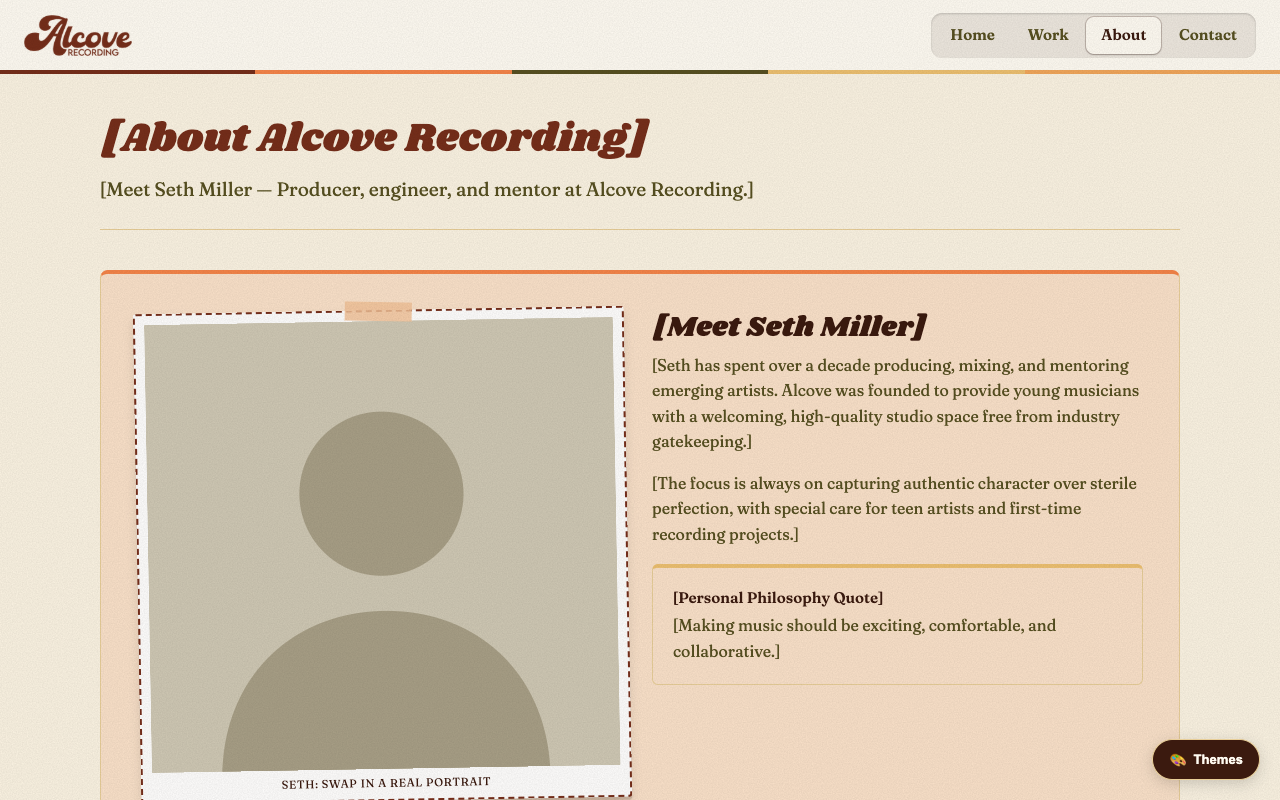 Alcove
RECORDING
Home
Work
About
Contact
[About Alcove Recording]
[Meet Seth Miller — Producer, engineer, and mentor at Alcove Recording.]
SETH: SWAP IN A REAL PORTRAIT
[Meet Seth Miller]
[Seth has spent over a decade producing, mixing, and mentoring
emerging artists. Alcove was founded to provide young musicians
with a welcoming, high-quality studio space free from industry
gatekeeping.]
[The focus is always on capturing authentic character over sterile
perfection, with special care for teen artists and first-time
recording projects.]
[Personal Philosophy Quote]
[Making music should be exciting, comfortable, and
collaborative.]
Themes